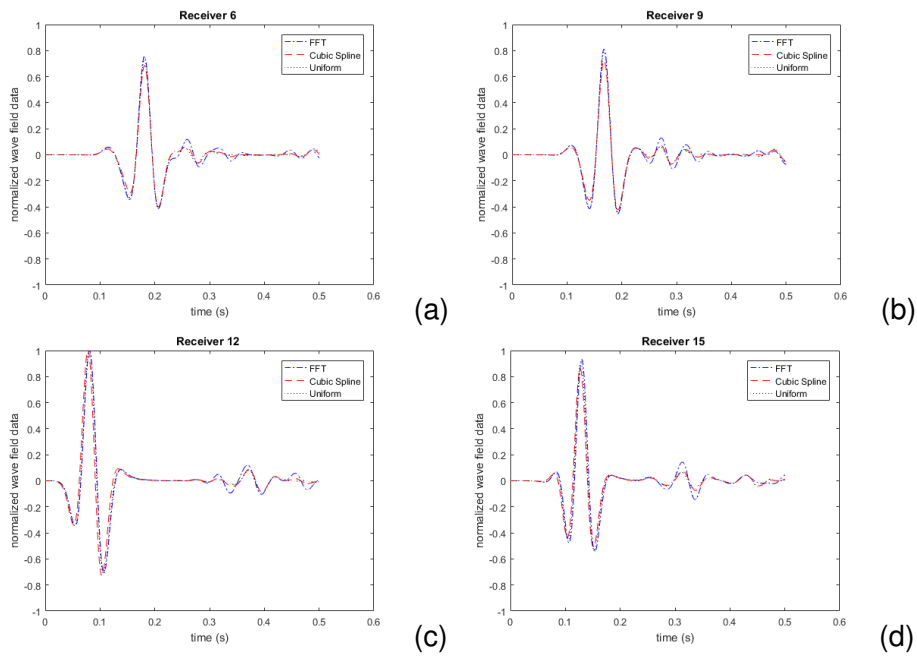 Receiver 6
normalized wave field data
1
0.8
0.6
0.4
0.2
0
-0.2
-0.4
-0.6
-0.8
-1
FFT
Cubic Spline
Uniform
0 0.1 0.2 0.3 0.4 0.5 0.6
time (s)
(a)
Receiver 9
normalized wave field data
1
0.8
0.6
0.4
0.2
0
-0.2
-0.4
-0.6
-0.8
-1
FFT
Cubic Spline
Uniform
0 0.1 0.2 0.3 0.4 0.5 0.6
time (s)
(b)
Receiver 12
normalized wave field data
1
0.8
0.6
0.4
0.2
0
-0.2
-0.4
-0.6
-0.8
-1
FFT
Cubic Spline
Uniform
0 0.1 0.2 0.3 0.4 0.5 0.6
time (s)
(c)
Receiver 15
normalized wave field data
1
0.8
0.6
0.4
0.2
0
-0.2
-0.4
-0.6
-0.8
-1
FFT
Cubic Spline
Uniform
0 0.1 0.2 0.3 0.4 0.5 0.6
time (s)
(d)